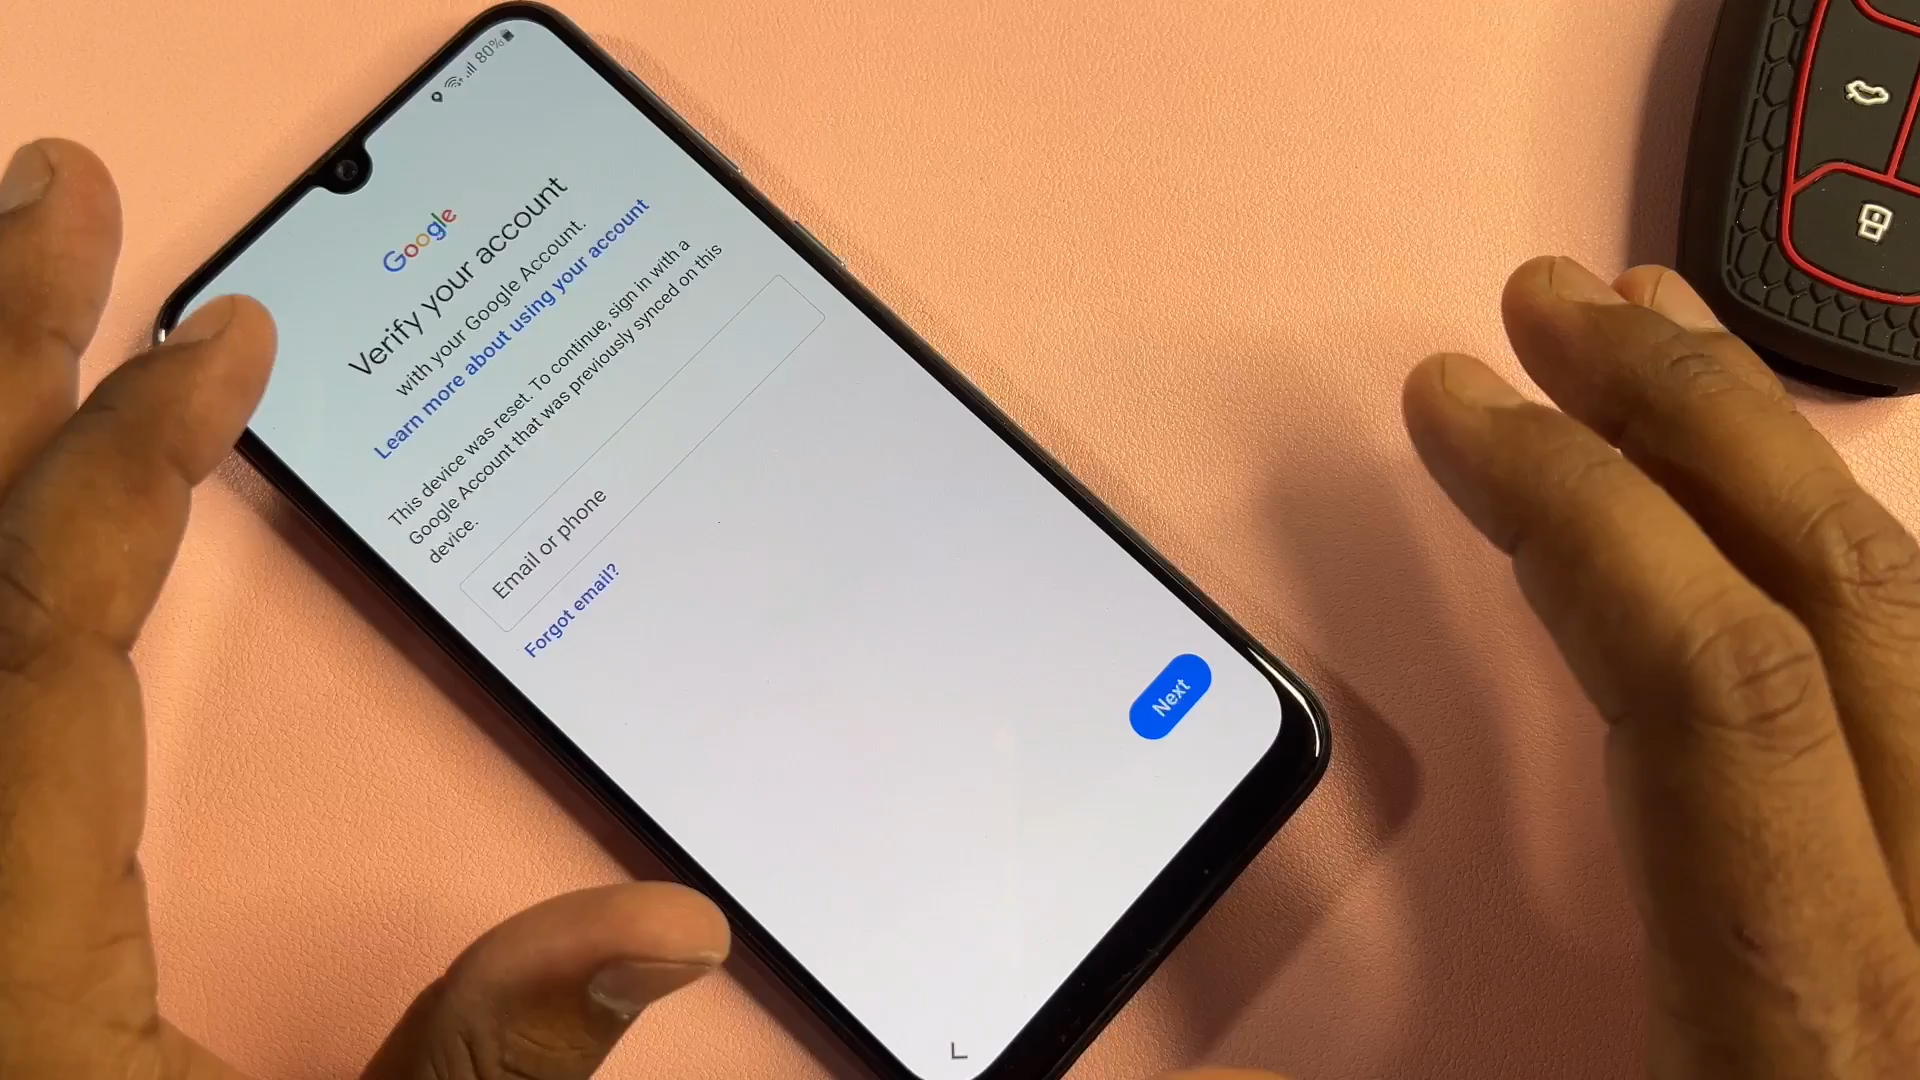 80%
Google
Verify your account
with your Google Account.
Learn more about using your account
This device was reset. To continue, sign in with a
Google Account that was previously synced on this
device.
Email or phone
Forgot email?
Next